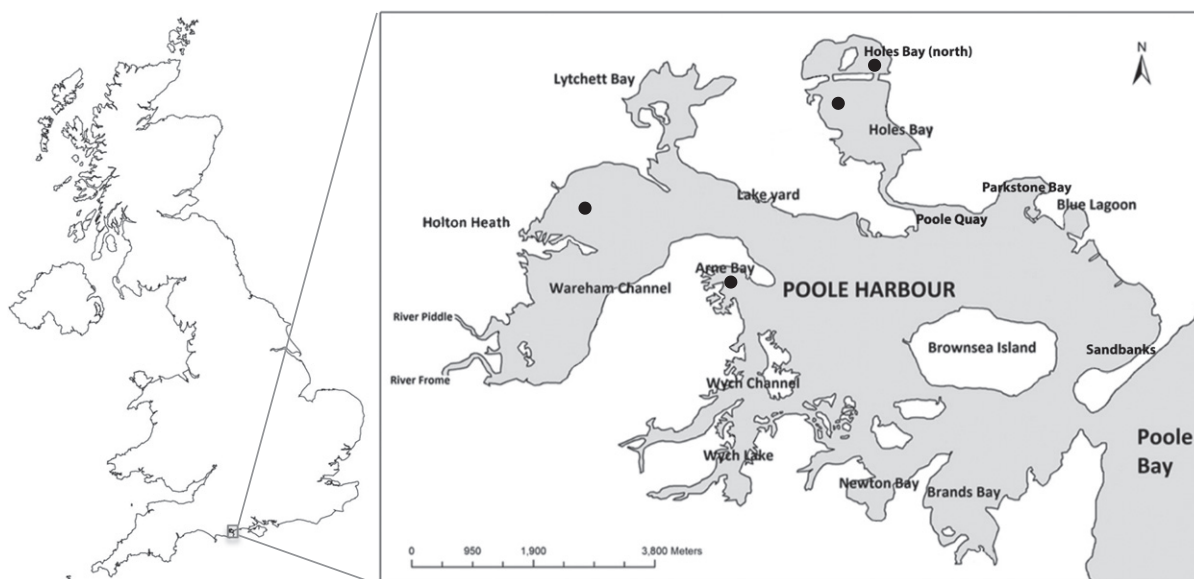 Holes Bay (north)
N
Lytchett Bay
Holes Bay
Parkstone Bay
Lake yard
Blue Lagoon
Poole Quay
Holton Heath
Arne Bay
Wareham Channel
POOLE HARBOUR
River Piddle
Brownsea Island
Sandbanks
River Frome
Wych Channel
Poole
Bay
Wych Lake
Newton Bay
Brands Bay
0 950 1,900 3,800 Meters